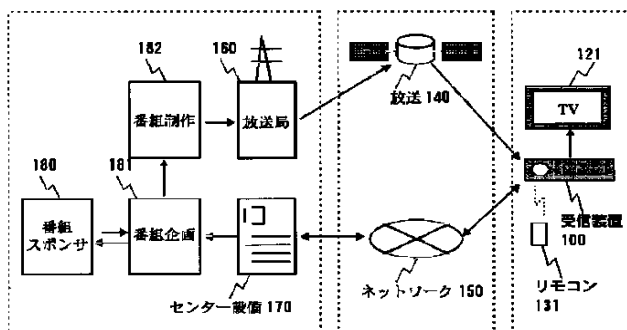 182
160
121
番組制作
放送局
放送 140
TV
180
181
番組
スポンサ
番組企画
受信装置
100
センター設備 170
ネットワーク 150
リモコン
131